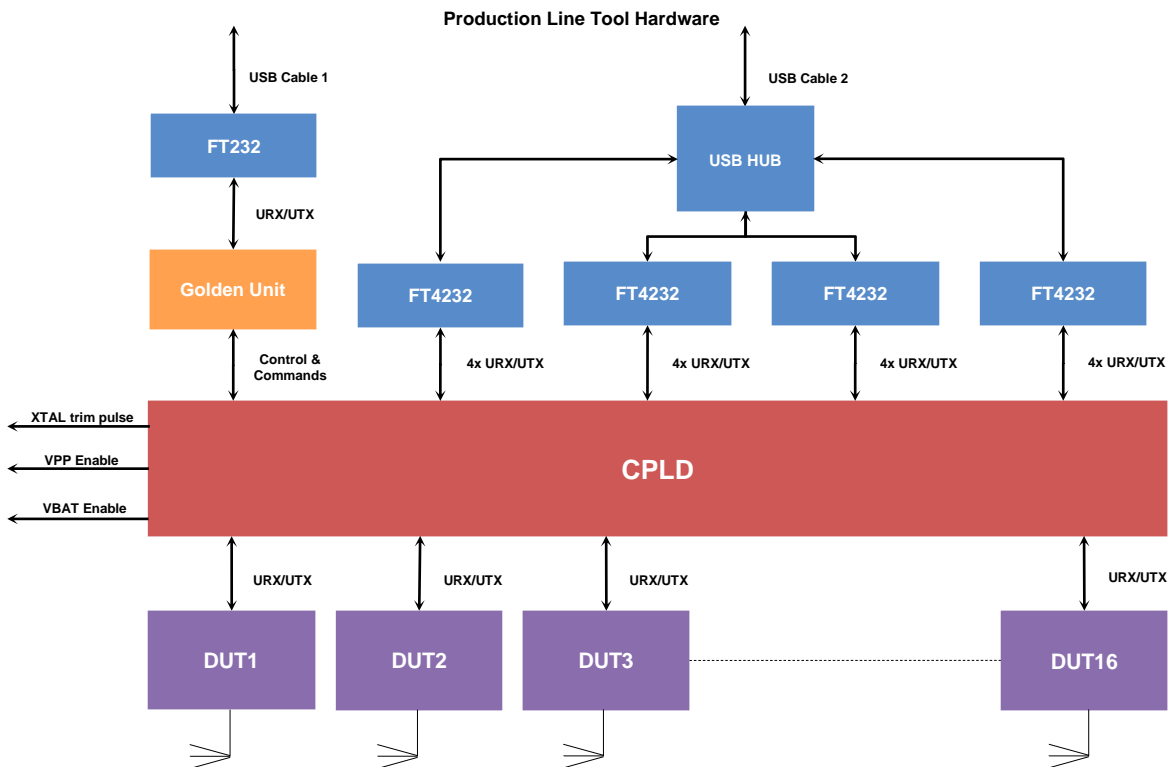 Production Line Tool Hardware
USB Cable 1
USB Cable 2
FT232
USB HUB
URX/UTX
Golden Unit
FT4232
FT4232
FT4232
FT4232
Control &
Commands
4x URX/UTX
4x URX/UTX
4x URX/UTX
4x URX/UTX
XTAL trim pulse
VPP Enable
CPLD
VBAT Enable
URX/UTX
URX/UTX
URX/UTX
URX/UTX
DUT1
DUT2
DUT3
DUT16